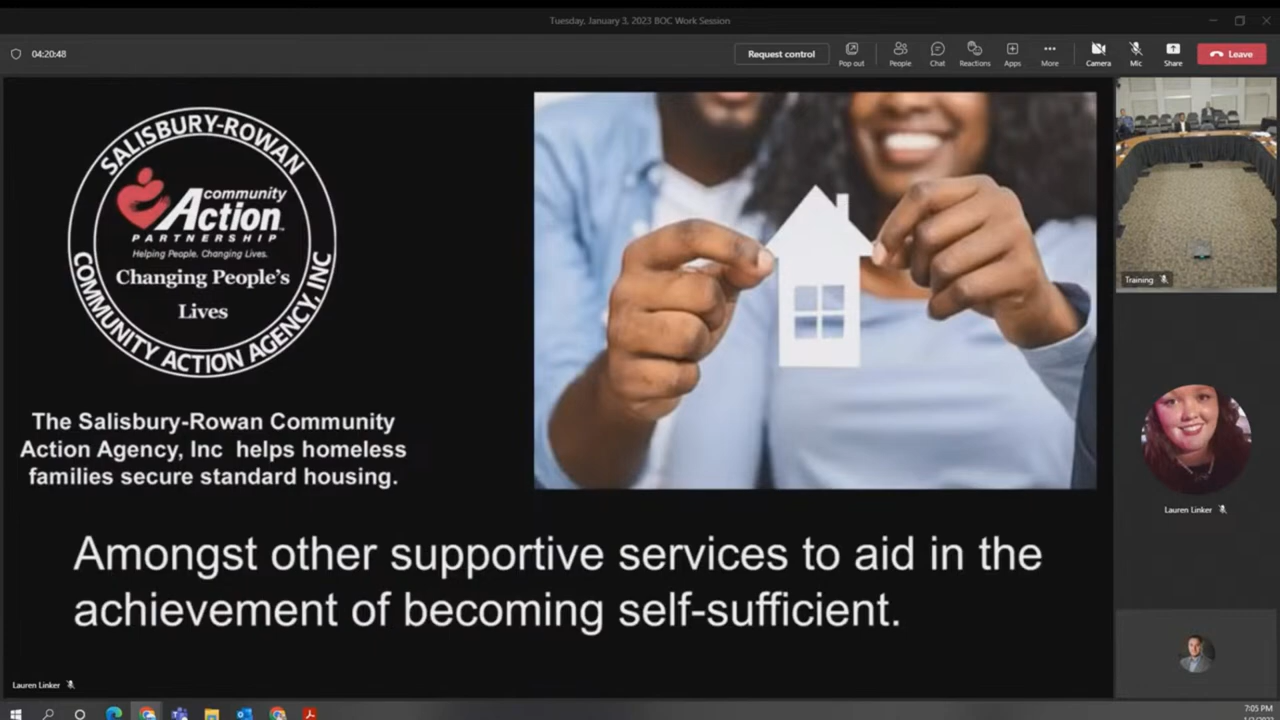 Tuesday, January 3, 2023 BOC Work Session
04:20:48
Request control
Pop out
People
Chat
Reactions
Apps
More
Camera
Mic
Share
Leave
SALISBURY-ROWAN
community
Action
PARTNERSHIP
Helping People. Changing Lives.
Changing People's
Lives
COMMUNITY ACTION AGENCY, INC
The Salisbury-Rowan Community
Action Agency, Inc helps homeless
families secure standard housing.
Amongst other supportive services to aid in the
achievement of becoming self-sufficient.
Training
Lauren Linker
Lauren Linker
7:05 PM